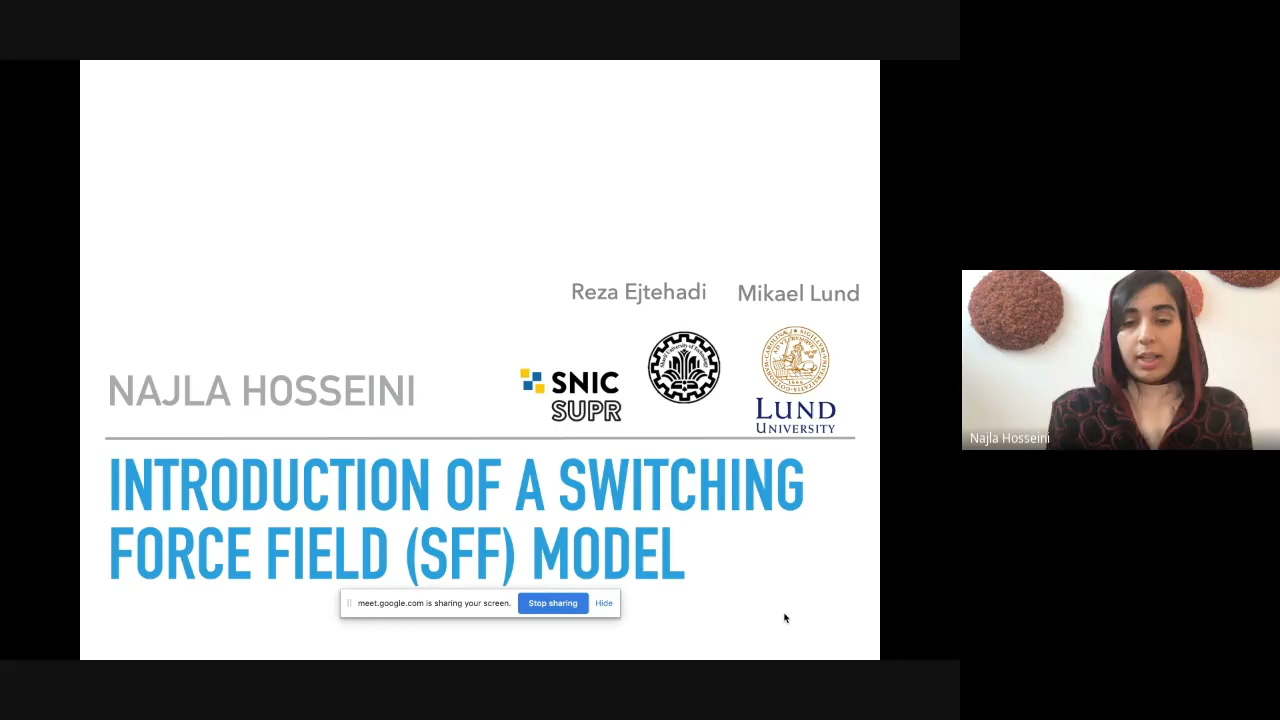 Reza Ejtehadi
Mikael Lund
NAJLA HOSSEINI
SNIC
SUPR
LUND
UNIVERSITY
INTRODUCTION OF A SWITCHING
FORCE FIELD (SFF) MODEL
meet.google.com is sharing your screen.
Stop sharing
Hide
Najla Hosseini